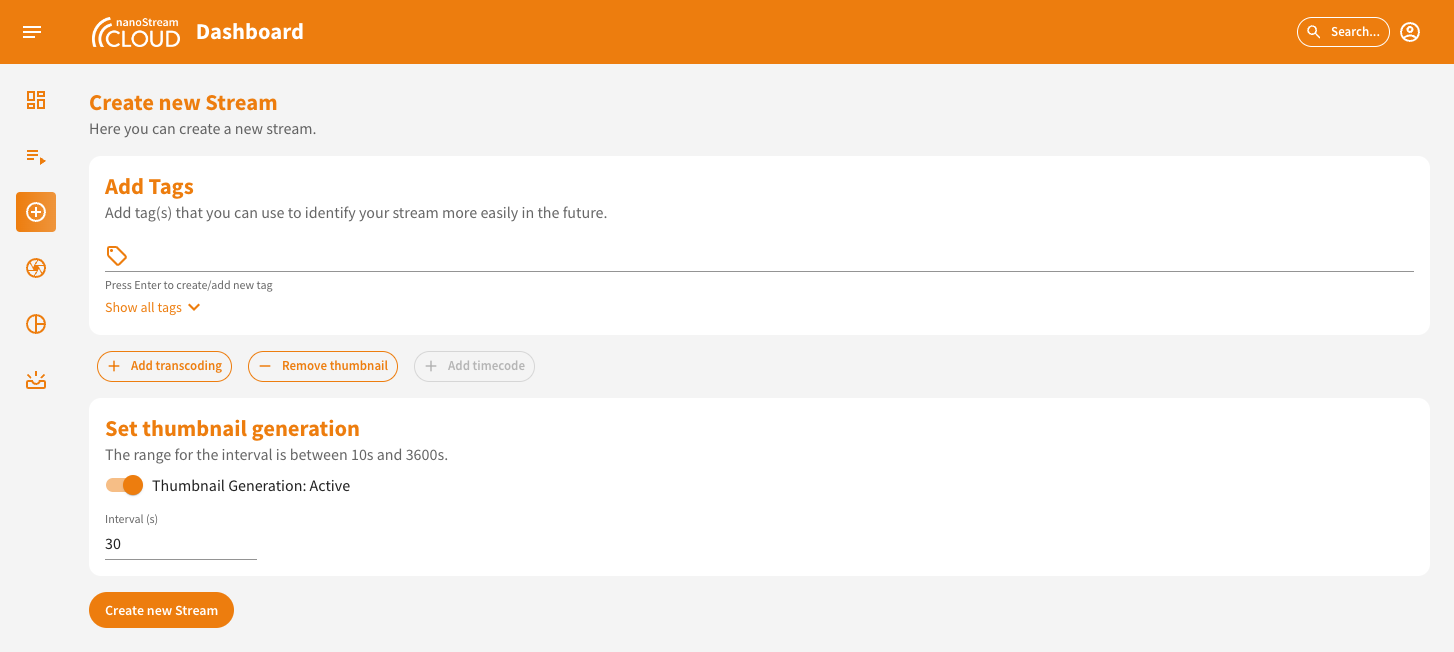 nanoStream
CLOUD
Dashboard
Search...
Create new Stream
Here you can create a new stream.
Add Tags
Add tag(s) that you can use to identify your stream more easily in the future.
Press Enter to create/add new tag
Show all tags
Add transcoding
Remove thumbnail
Add timecode
Set thumbnail generation
The range for the interval is between 10s and 3600s.
Thumbnail Generation: Active
Interval (s)
30
Create new Stream